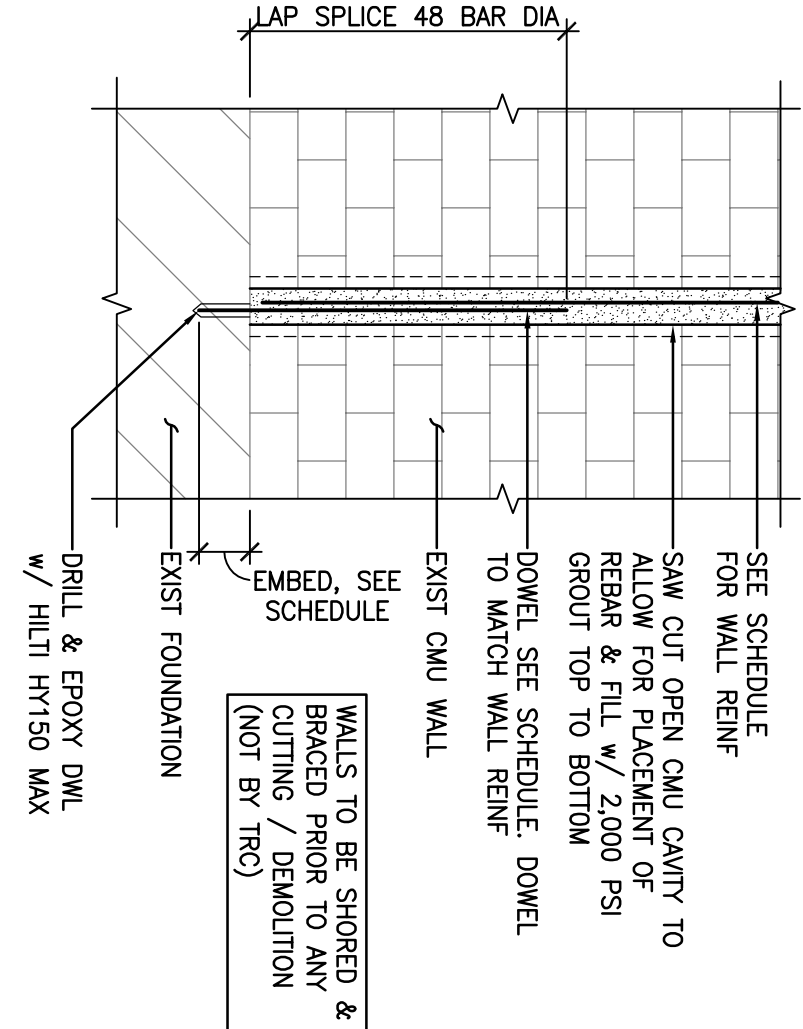 LAP SPLICE 48 BAR DIA
SEE SCHEDULE
FOR WALL REINF
SAW CUT OPEN CMU CAVITY TO
ALLOW FOR PLACEMENT OF
REBAR & FILL w/ 2,000 PSI
GROUT TOP TO BOTTOM
DOWEL SEE SCHEDULE. DOWEL
TO MATCH WALL REINF
EXIST CMU WALL
EMBED, SEE
SCHEDULE
EXIST FOUNDATION
DRILL & EPOXY DWL
w/ HILTI HY150 MAX
WALLS TO BE SHORED &
BRACED PRIOR TO ANY
CUTTING / DEMOLITION
(NOT BY TRC)